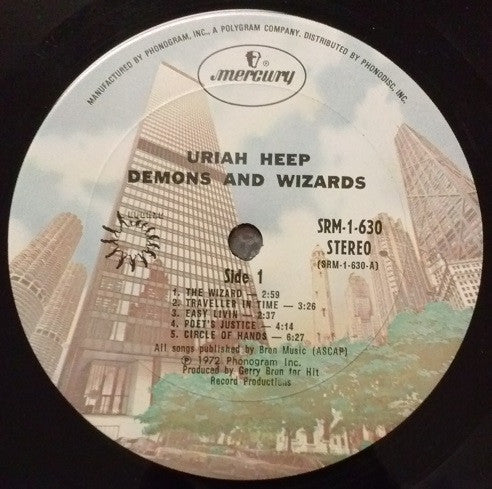 MANUFACTURED BY PHONOGRAM, INC., A POLYGRAM COMPANY. DISTRIBUTED BY PHONODISC, INC.
mercury
®
URIAH HEEP
DEMONS AND WIZARDS
SRM-1-630
STEREO
(SRM-1-630-A)
Side 1
1. THE WIZARD — 2:59
2. TRAVELLER IN TIME — 3:26
3. EASY LIVIN' — 2:37
4. POET'S JUSTICE — 4:14
5. CIRCLE OF HANDS — 6:27
All songs published by Bron Music (ASCAP)
℗ 1972 Phonogram Inc.
Produced by Gerry Bron for Hit
Record Productions